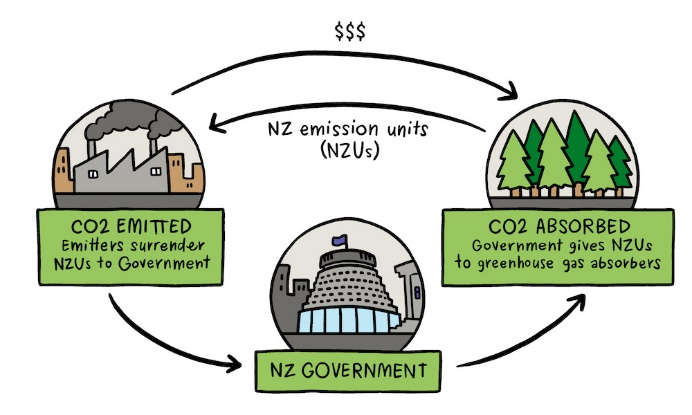 $$$
NZ emission units
(NZUs)
CO2 EMITTED
Emitters surrender
NZUs to Government
CO2 ABSORBED
Government gives NZUs
to greenhouse gas absorbers
NZ GOVERNMENT